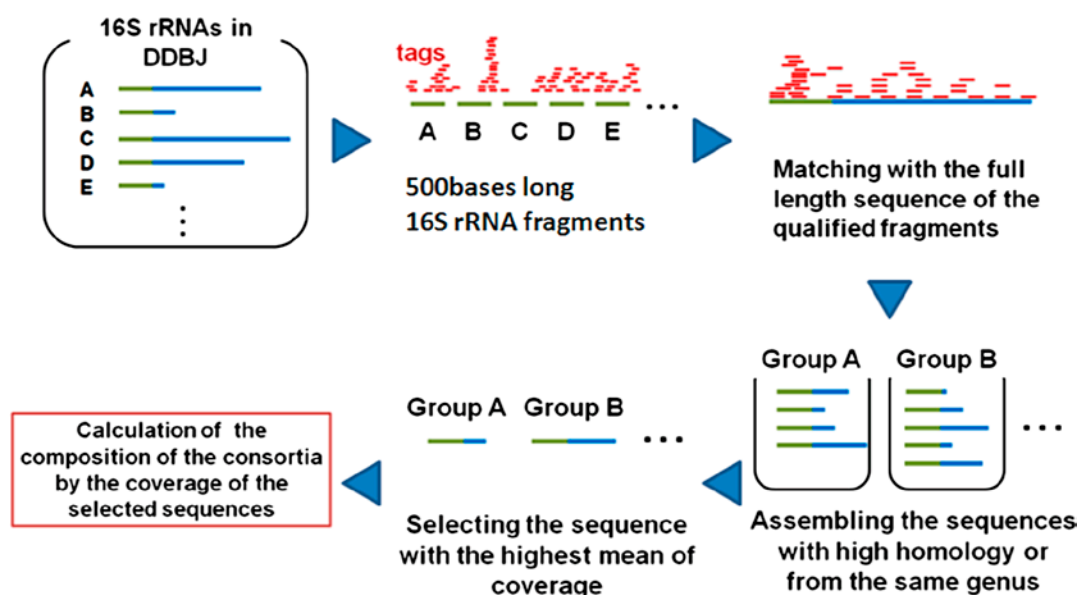 16S rRNAs in
DDBJ
A
B
C
D
E
tags
A B C D E
500bases long
16S rRNA fragments
Matching with the full
length sequence of the
qualified fragments
Group A Group B
Assembling the sequences
with high homology or
from the same genus
Group A Group B
Selecting the sequence
with the highest mean of
coverage
Calculation of the
composition of the consortia
by the coverage of the
selected sequences